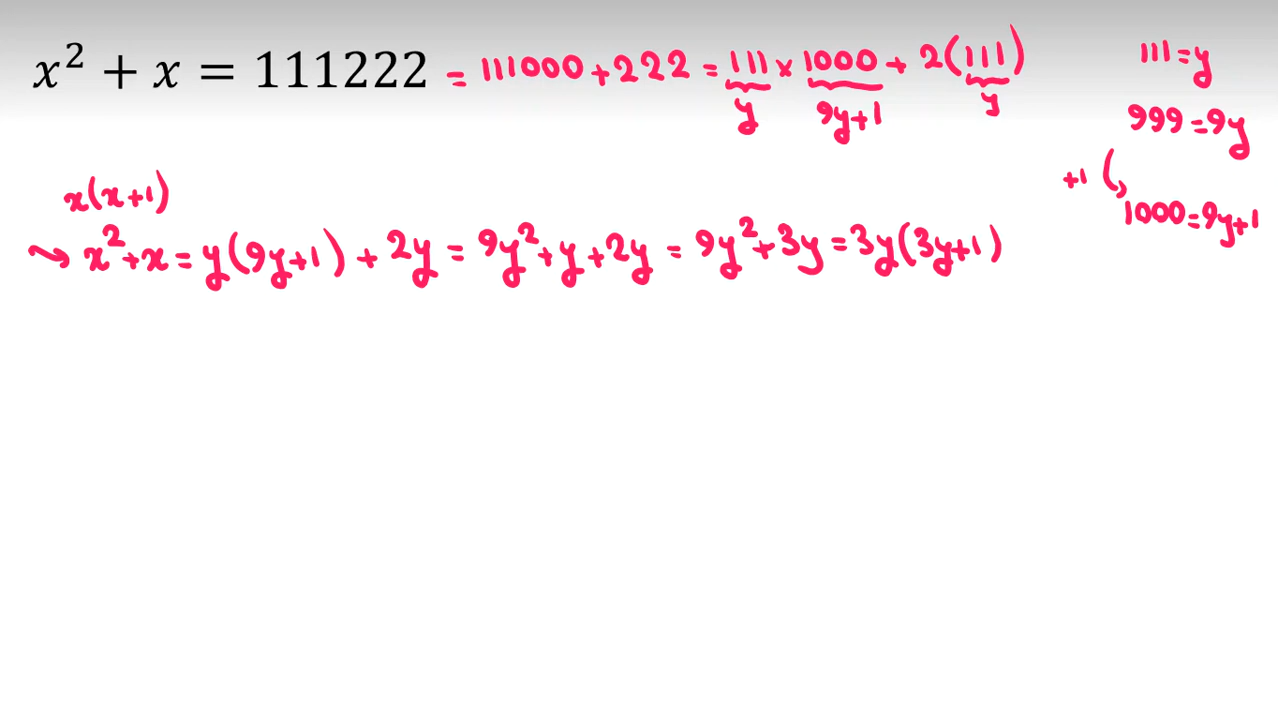 x² + x = 111222 = 111000 + 222 = 111 × 1000 + 2(111)
y 9y+1 y
111 = y
999 = 9y
+1
1000 = 9y+1
x(x+1)
⇝ x² + x = y(9y+1) + 2y = 9y² + y + 2y = 9y² + 3y = 3y(3y+1)